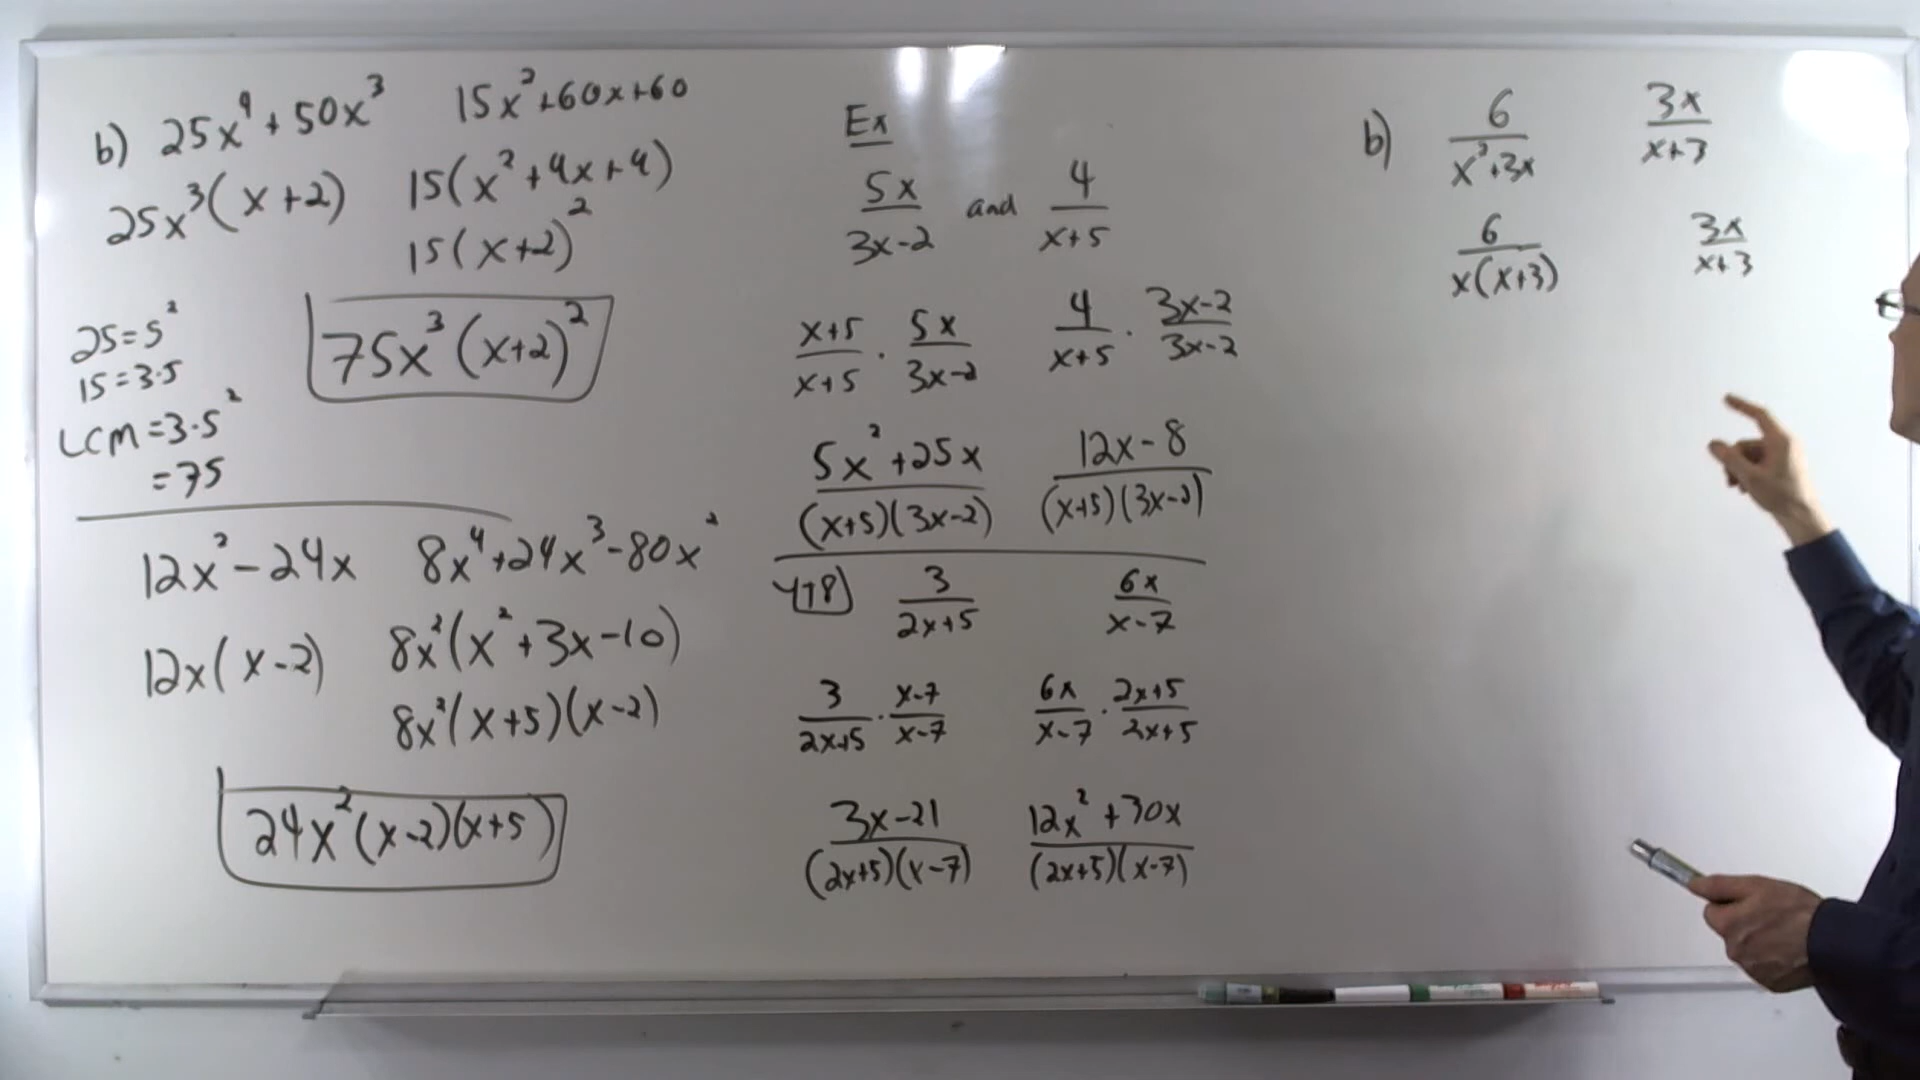 b) 25x⁴ + 50x³   15x² + 60x + 60
25x³(x + 2)   15(x² + 4x + 4)
15(x + 2)²
25 = 5²
15 = 3·5
LCM = 3·5²
= 75
75x³(x+2)²
12x² - 24x   8x⁴ + 24x³ - 80x²
12x(x - 2)   8x²(x² + 3x - 10)
8x²(x + 5)(x - 2)
24x²(x-2)(x+5)
Ex
5x/(3x-2) and 4/(x+5)
(x+5)/(x+5) · 5x/(3x-2)   4/(x+5) · (3x-2)/(3x-2)
(5x² + 25x)/((x+5)(3x-2))   (12x - 8)/((x+5)(3x-2))
3/(2x+5)   6x/(x-7)
3/(2x+5) · (x-7)/(x-7)   6x/(x-7) · (2x+5)/(2x+5)
(3x-21)/((2x+5)(x-7))   (12x² + 30x)/((2x+5)(x-7))
b) 6/(x²+3x)   3x/(x+3)
6/(x(x+3))   3x/(x+3)